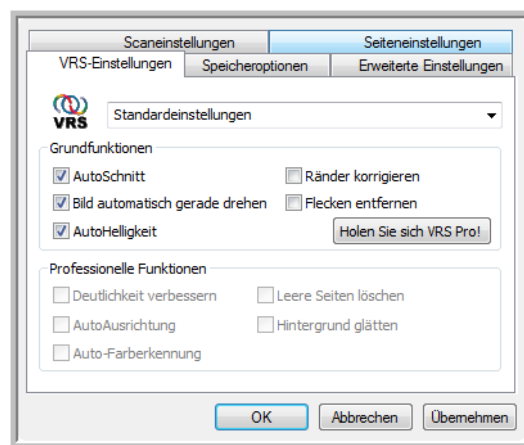 Scaneinstellungen Seiteneinstellungen
VRS-Einstellungen Speicheroptionen Erweiterte Einstellungen
VRS Standardeinstellungen
Grundfunktionen
AutoSchnitt Ränder korrigieren
Bild automatisch gerade drehen Flecken entfernen
AutoHelligkeit Holen Sie sich VRS Pro!
Professionelle Funktionen
Deutlichkeit verbessern Leere Seiten löschen
AutoAusrichtung Hintergrund glätten
Auto-Farberkennung
OK Abbrechen Übernehmen